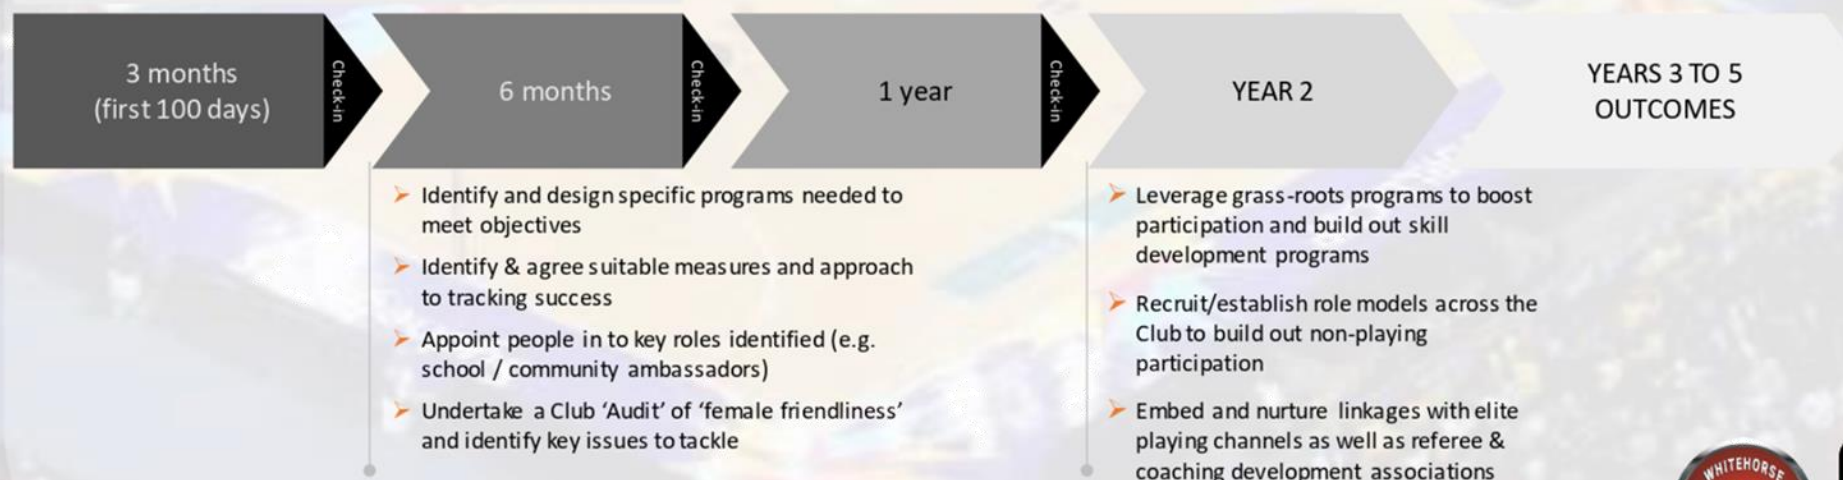 3 months
(first 100 days)
Check-in
6 months
Check-in
1 year
Check-in
YEAR 2
YEARS 3 TO 5
OUTCOMES
Identify and design specific programs needed to
meet objectives
Identify & agree suitable measures and approach
to tracking success
Appoint people in to key roles identified (e.g.
school / community ambassadors)
Undertake a Club ‘Audit’ of ‘female friendliness’
and identify key issues to tackle
Leverage grass-roots programs to boost
participation and build out skill
development programs
Recruit/establish role models across the
Club to build out non-playing
participation
Embed and nurture linkages with elite
playing channels as well as referee &
coaching development associations
WHITEHORSE